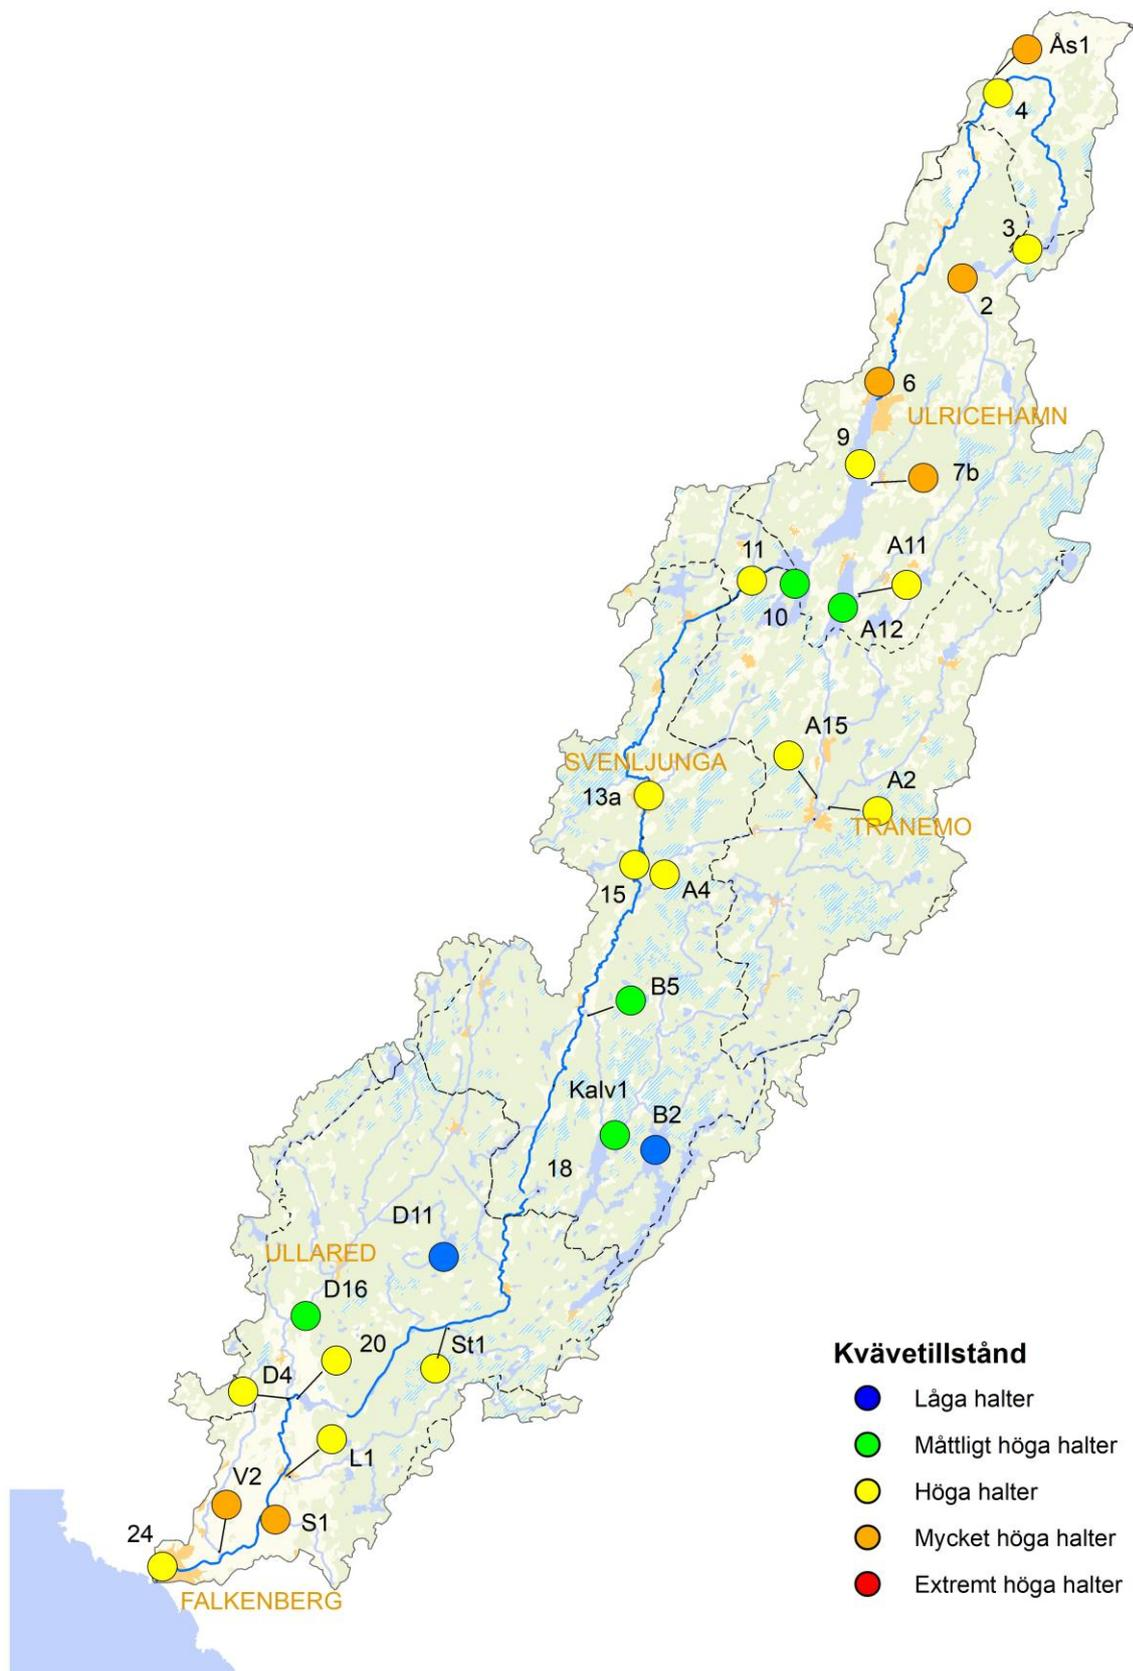 Ås1
4
3
2
6
ULRICEHAMN
9
7b
11
A11
10
A12
A15
SVENLJUNGA
13a
A2
TRANEMO
15
A4
B5
Kalv1
B2
18
D11
ULLARED
D16
20
St1
D4
L1
V2
S1
24
FALKENBERG
Kvävetillstånd
Låga halter
Måttligt höga halter
Höga halter
Mycket höga halter
Extremt höga halter